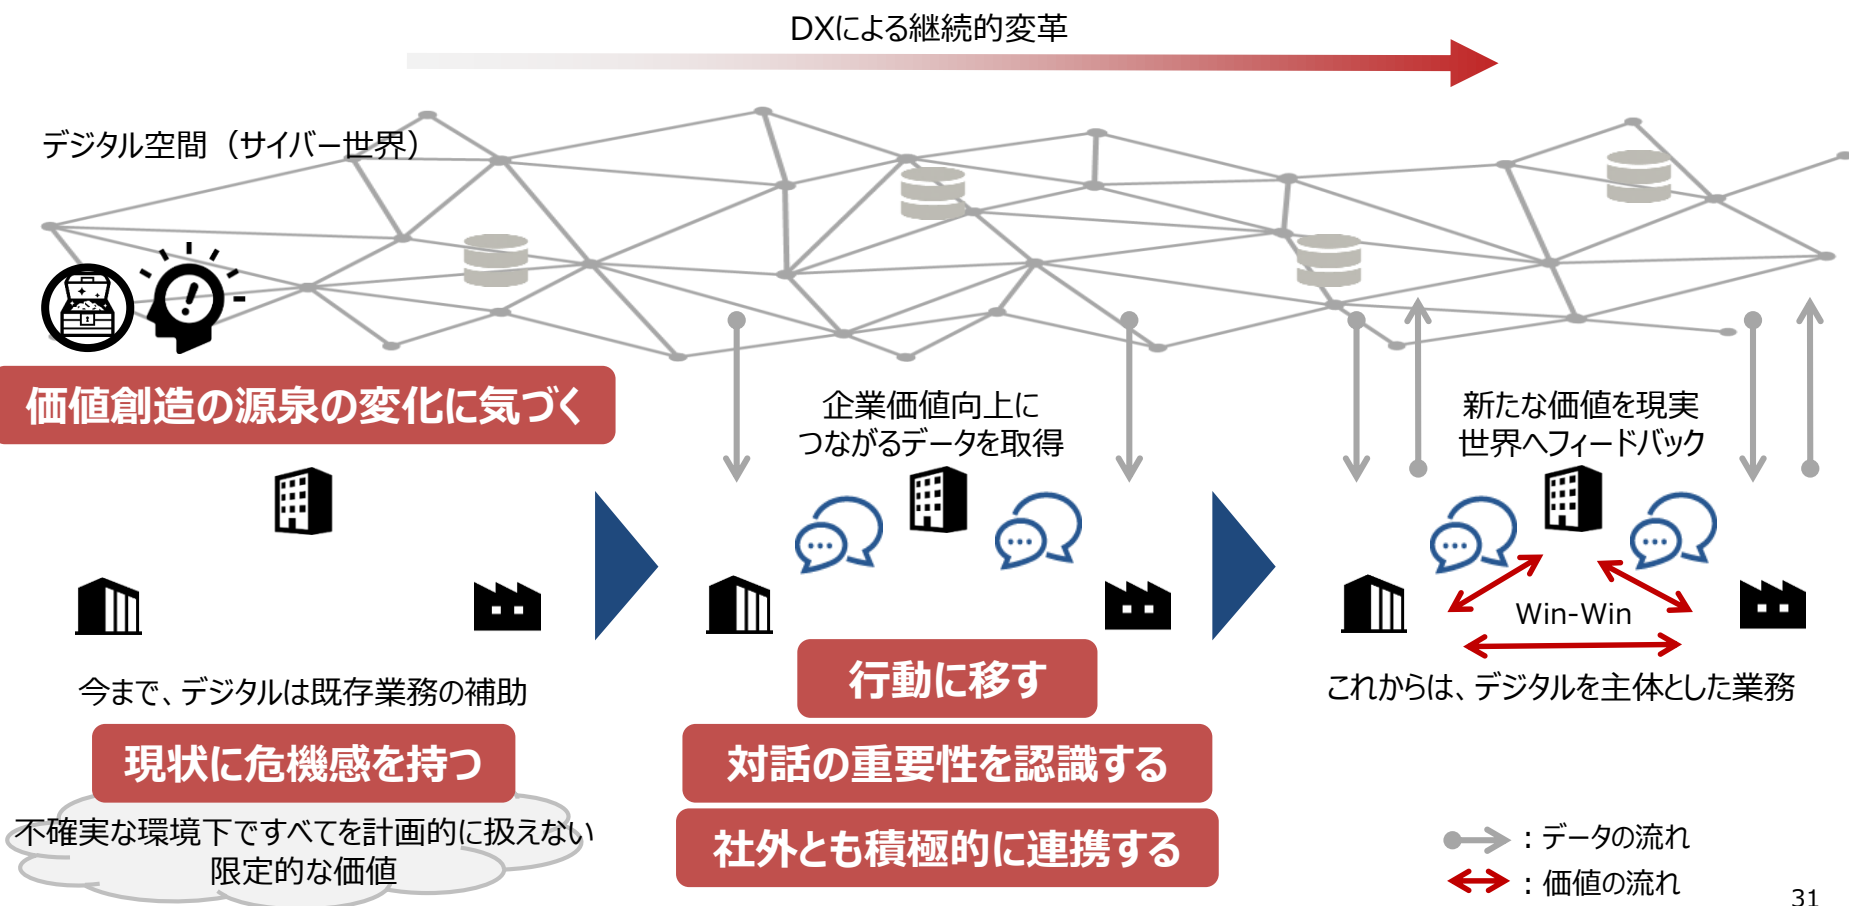 DXによる継続的変革
デジタル空間（サイバー世界）
価値創造の源泉の変化に気づく
今まで、デジタルは既存業務の補助
現状に危機感を持つ
不確実な環境下ですべてを計画的に扱えない
限定的な価値
企業価値向上に
つながるデータを取得
行動に移す
対話の重要性を認識する
社外とも積極的に連携する
新たな価値を現実
世界へフィードバック
Win-Win
これからは、デジタルを主体とした業務
：データの流れ
：価値の流れ
31